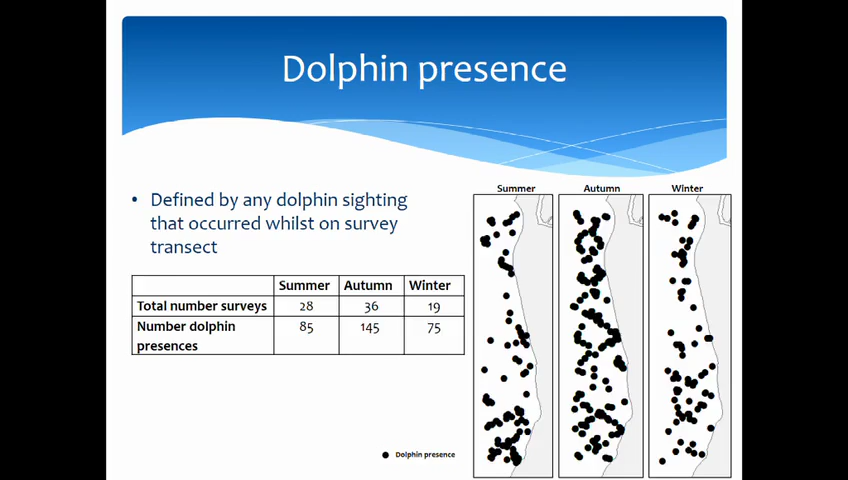 Dolphin presence
• Defined by any dolphin sighting
that occurred whilst on survey
transect
Summer Autumn Winter
Total number surveys 28 36 19
Number dolphin 85 145 75
presences
Summer Autumn Winter
Dolphin presence